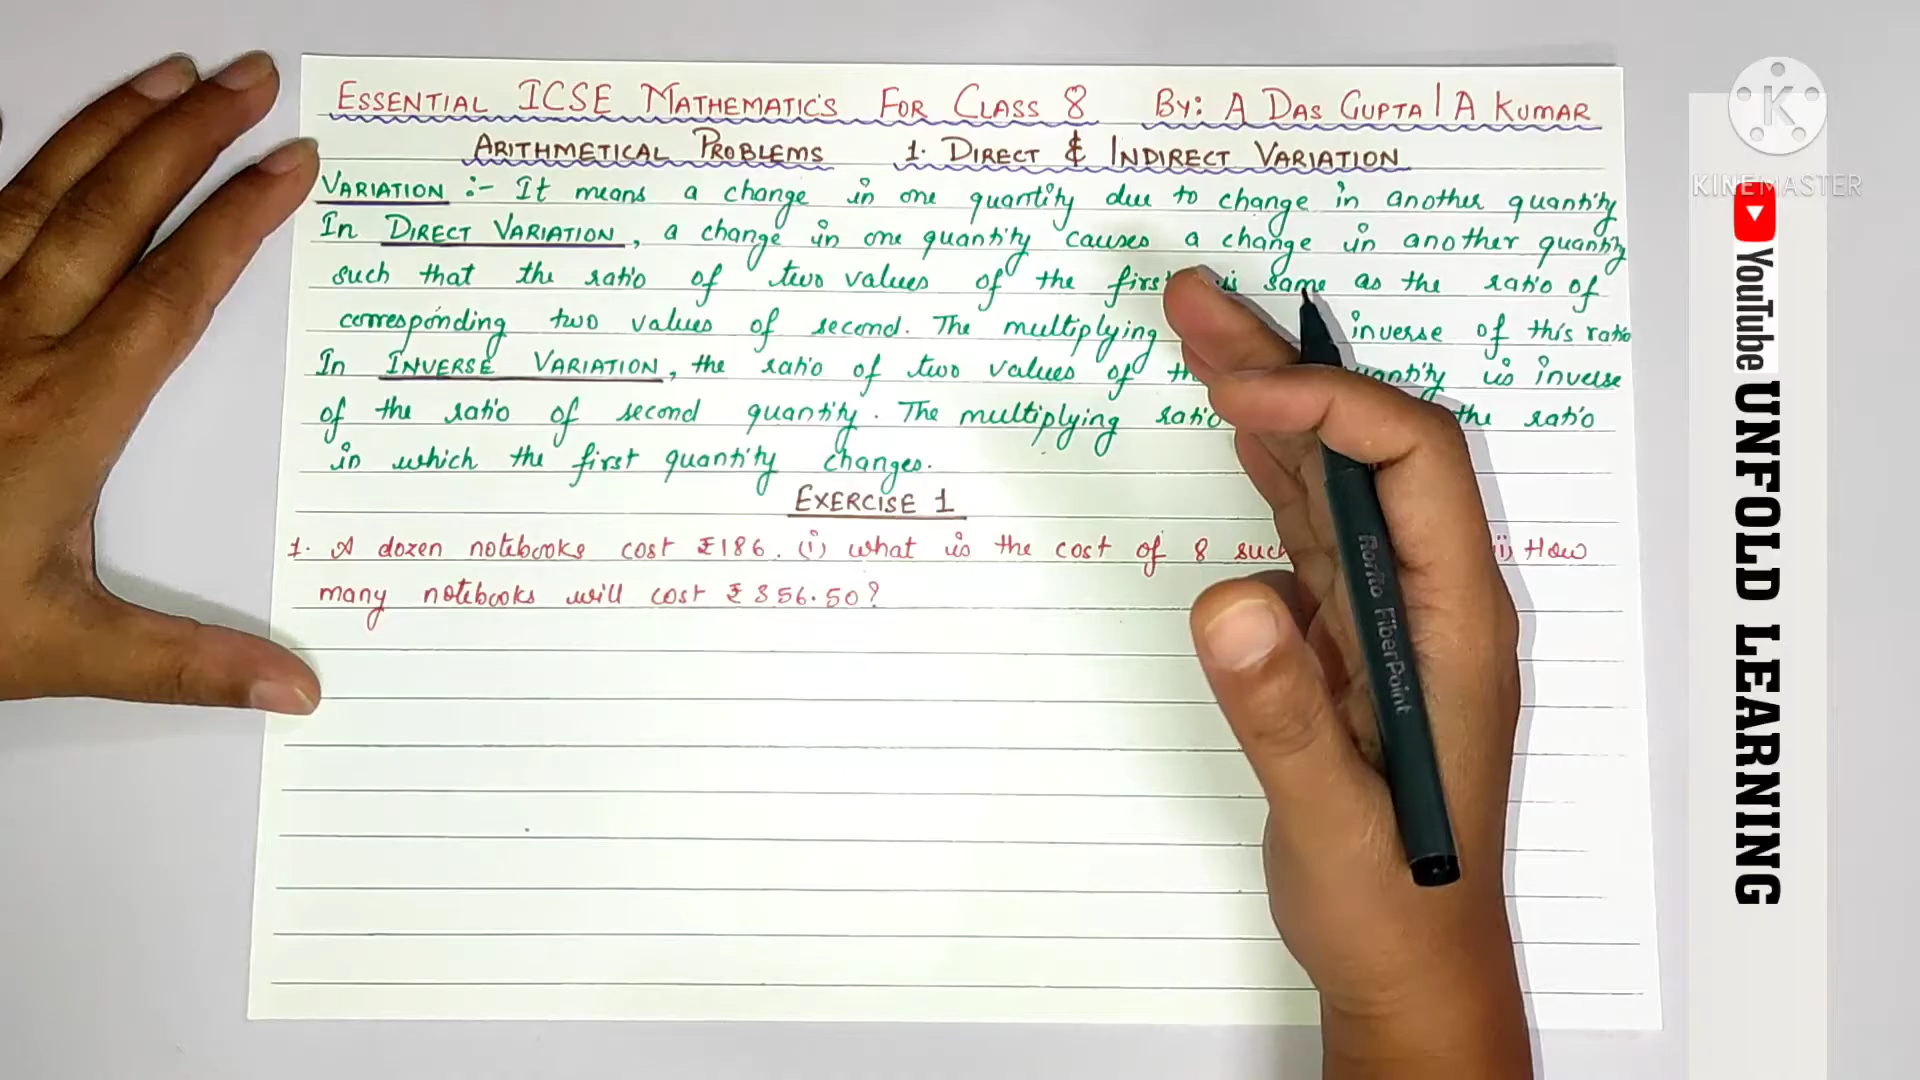 ESSENTIAL ICSE MATHEMATICS FOR CLASS 8 BY: A DAS GUPTA | A KUMAR
ARITHMETICAL PROBLEMS 1. DIRECT & INDIRECT VARIATION
VARIATION :- It means a change in one quantity due to change in another quantity
In DIRECT VARIATION, a change in one quantity causes a change in another quantity
such that the ratio of two values of the first is same as the ratio of
corresponding two values of second. The multiplying inverse of this ratio
In INVERSE VARIATION, the ratio of two values of quantity is inverse
of the ratio of second quantity. The multiplying ratio the ratio
in which the first quantity changes.
EXERCISE 1
1. A dozen notebooks cost ₹186. (i) what is the cost of 8 such How
many notebooks will cost ₹ 356.50?
Rorito FiberPoint
K
KINEMASTER
YouTube UNFOLD LEARNING